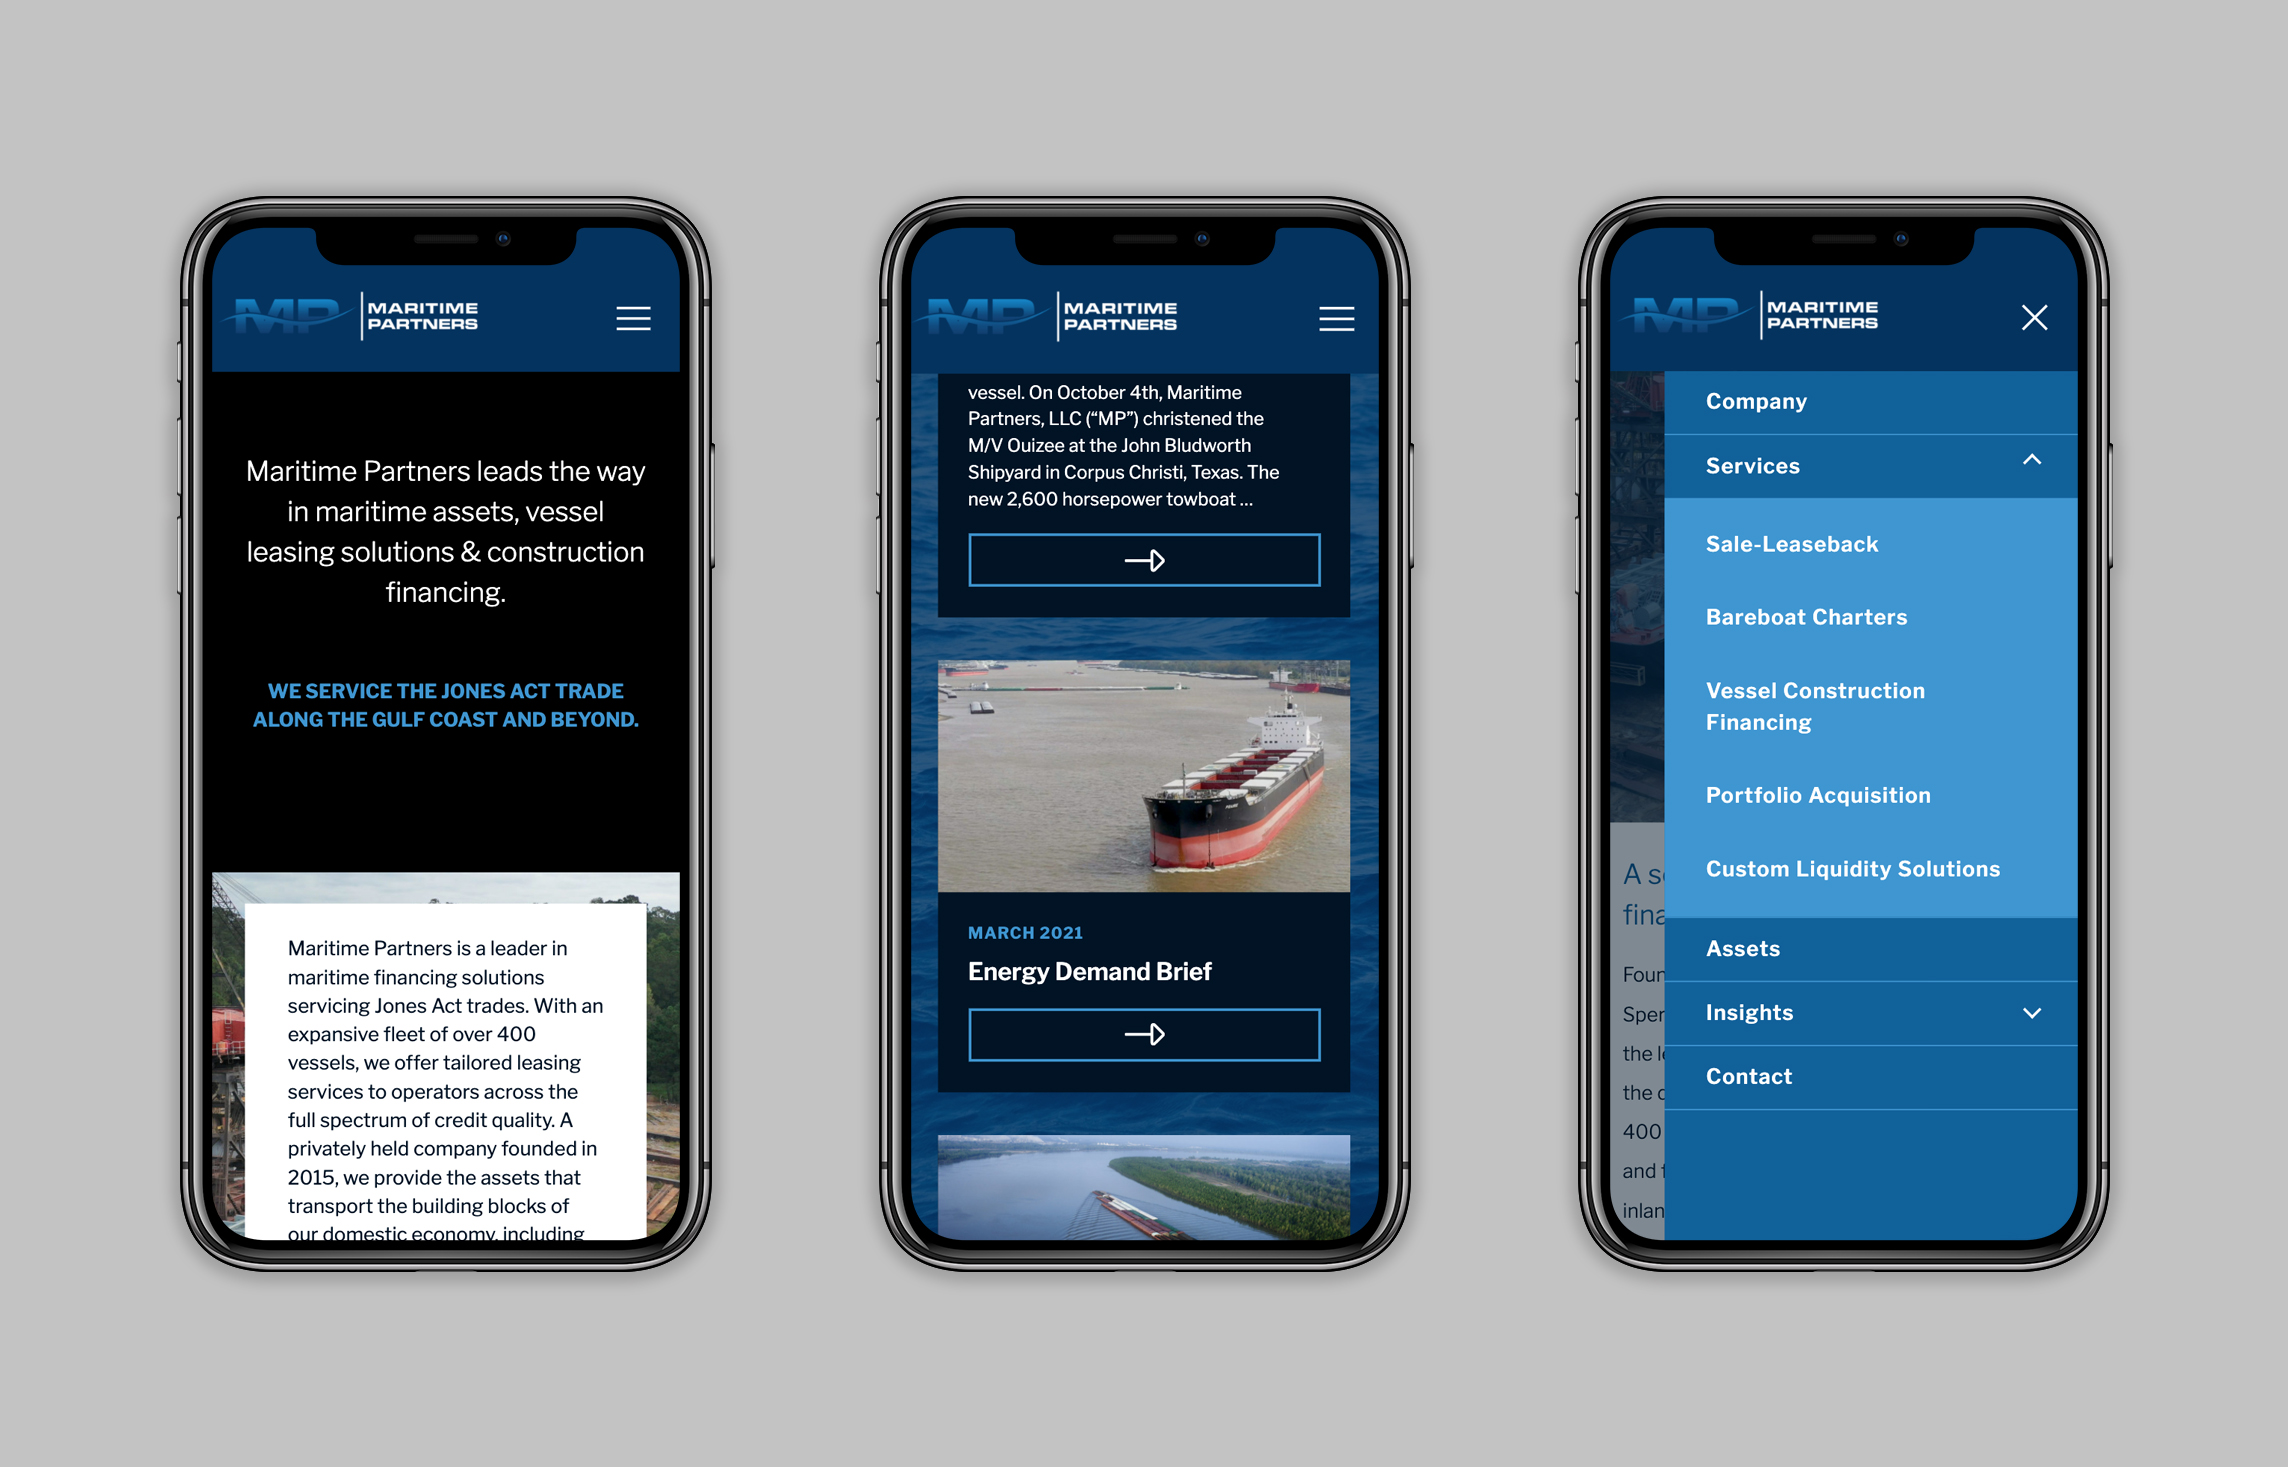 MP
MARITIME
PARTNERS
Maritime Partners leads the way
in maritime assets, vessel
leasing solutions & construction
financing.
WE SERVICE THE JONES ACT TRADE
ALONG THE GULF COAST AND BEYOND.
Maritime Partners is a leader in
maritime financing solutions
servicing Jones Act trades. With an
expansive fleet of over 400
vessels, we offer tailored leasing
services to operators across the
full spectrum of credit quality. A
privately held company founded in
2015, we provide the assets that
transport the building blocks of
our domestic economy, including
MP
MARITIME
PARTNERS
vessel. On October 4th, Maritime
Partners, LLC (“MP”) christened the
M/V Ouizee at the John Bludworth
Shipyard in Corpus Christi, Texas. The
new 2,600 horsepower towboat ...
MARCH 2021
Energy Demand Brief
MP
MARITIME
PARTNERS
Company
Services
Sale-Leaseback
Bareboat Charters
Vessel Construction
Financing
Portfolio Acquisition
Custom Liquidity Solutions
Assets
Insights
Contact
A s
fina
Foun
Sper
the l
the
400
and
inlan